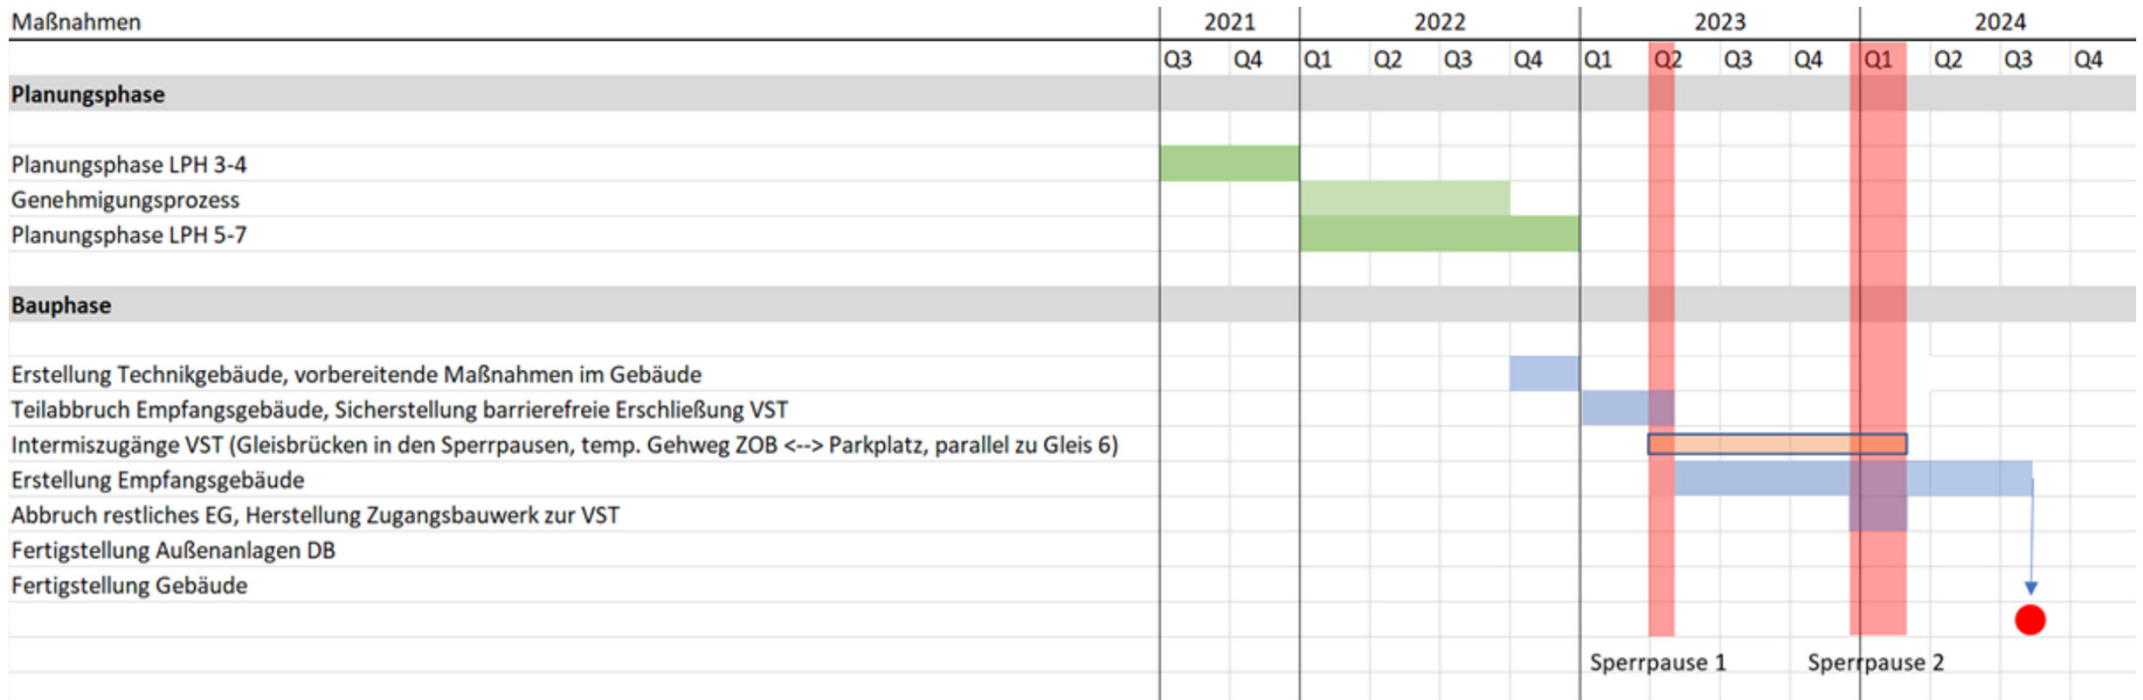 Maßnahmen 2021 2022 2023 2024
Q3 Q4 Q1 Q2 Q3 Q4 Q1 Q2 Q3 Q4 Q1 Q2 Q3 Q4
Planungsphase
Planungsphase LPH 3-4
Genehmigungsprozess
Planungsphase LPH 5-7
Bauphase
Erstellung Technikgebäude, vorbereitende Maßnahmen im Gebäude
Teilabbruch Empfangsgebäude, Sicherstellung barrierefreie Erschließung VST
Intermiszugänge VST (Gleisbrücken in den Sperrpausen, temp. Gehweg ZOB <--> Parkplatz, parallel zu Gleis 6)
Erstellung Empfangsgebäude
Abbruch restliches EG, Herstellung Zugangsbauwerk zur VST
Fertigstellung Außenanlagen DB
Fertigstellung Gebäude
Sperrpause 1 Sperrpause 2